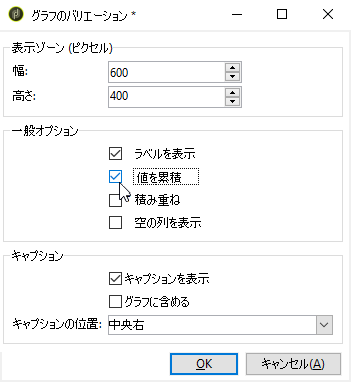 グラフのバリエーション *
表示ゾーン (ピクセル)
幅: 600
高さ: 400
一般オプション
ラベルを表示
値を累積
積み重ね
空の列を表示
キャプション
キャプションを表示
グラフに含める
キャプションの位置: 中央右
OK キャンセル(A)